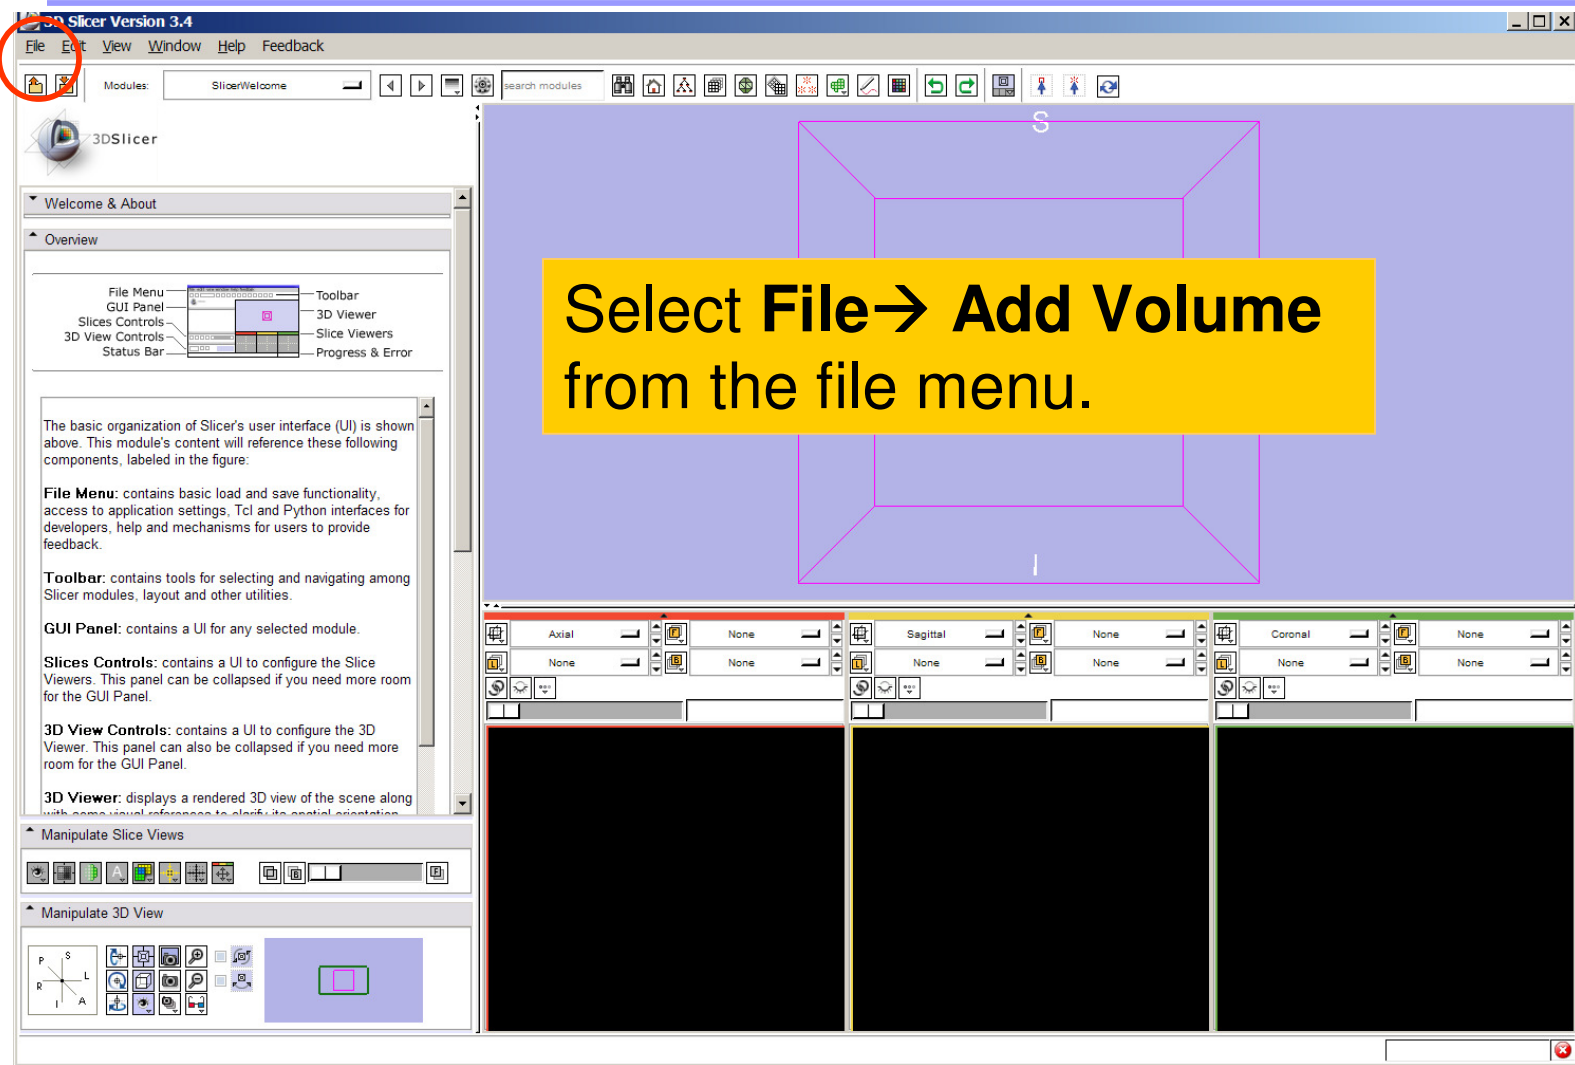 3D Slicer Version 3.4
File Edit View Window Help Feedback
Modules: SlicerWelcome search modules
3DSlicer
Welcome & About
Overview
File Menu
GUI Panel
Slices Controls
3D View Controls
Status Bar
Toolbar
3D Viewer
Slice Viewers
Progress & Error
The basic organization of Slicer's user interface (UI) is shown
above. This module's content will reference these following
components, labeled in the figure:
File Menu: contains basic load and save functionality,
access to application settings, Tcl and Python interfaces for
developers, help and mechanisms for users to provide
feedback.
Toolbar: contains tools for selecting and navigating among
Slicer modules, layout and other utilities.
GUI Panel: contains a UI for any selected module.
Slices Controls: contains a UI to configure the Slice
Viewers. This panel can be collapsed if you need more room
for the GUI Panel.
3D View Controls: contains a UI to configure the 3D
Viewer. This panel can also be collapsed if you need more
room for the GUI Panel.
3D Viewer: displays a rendered 3D view of the scene along
with some visual references to clarify its spatial orientation
Manipulate Slice Views
A B F
Manipulate 3D View
P S
R L
I A
S
Select File→ Add Volume
from the file menu.
I
Axial F None
L None B None
Sagittal F None
L None B None
Coronal F None
L None B None